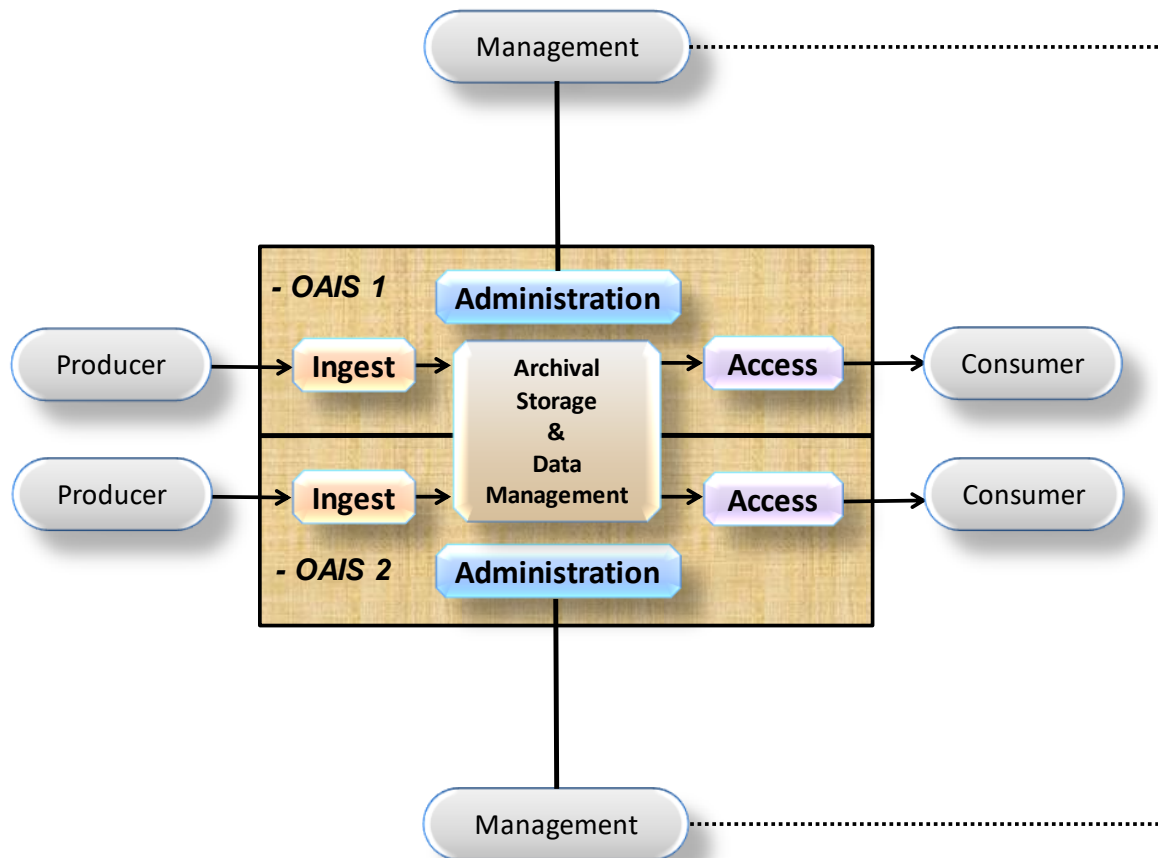 Management
- OAIS 1
Administration
Producer
Ingest
Archival
Storage
&
Data
Management
Access
Consumer
Producer
Ingest
Access
Consumer
- OAIS 2
Administration
Management